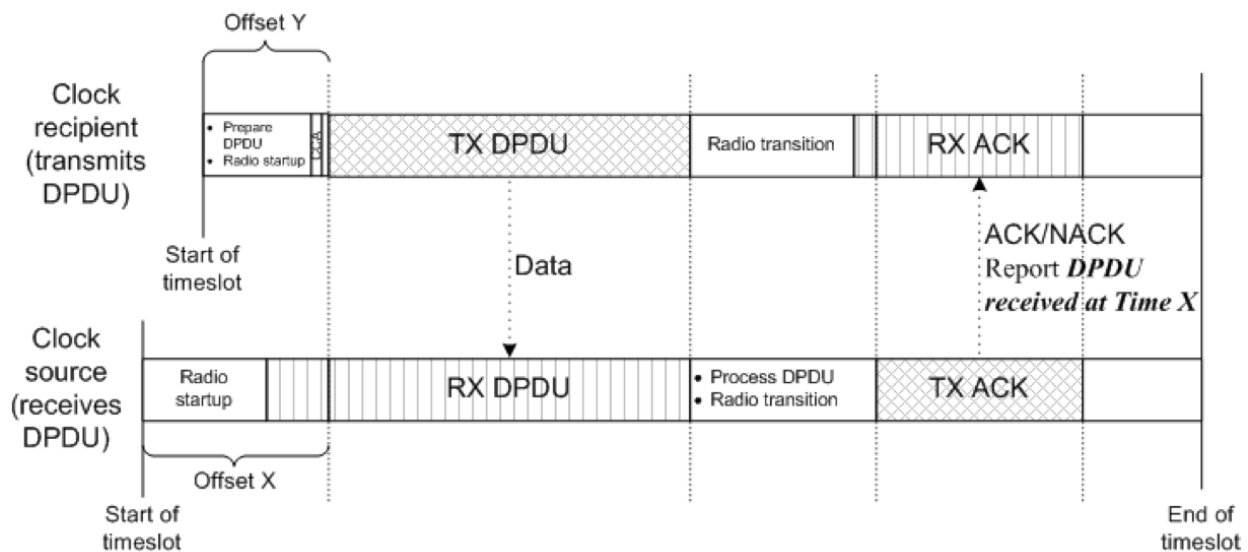 Offset Y
Clock
recipient
(transmits
DPDU)
• Prepare
DPDU
• Radio startup
CCA
TX DPDU
Radio transition
RX ACK
Start of
timeslot
Data
ACK/NACK
Report DPDU
received at Time X
Clock
source
(receives
DPDU)
Radio
startup
RX DPDU
• Process DPDU
• Radio transition
TX ACK
Offset X
Start of
timeslot
End of
timeslot